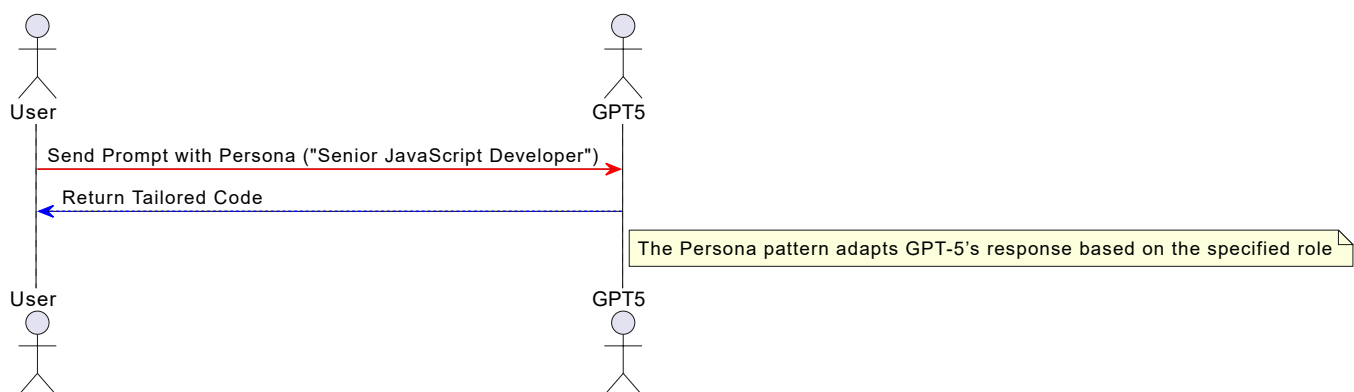 User
GPT5
Send Prompt with Persona ("Senior JavaScript Developer")
Return Tailored Code
The Persona pattern adapts GPT-5's response based on the specified role
User
GPT5